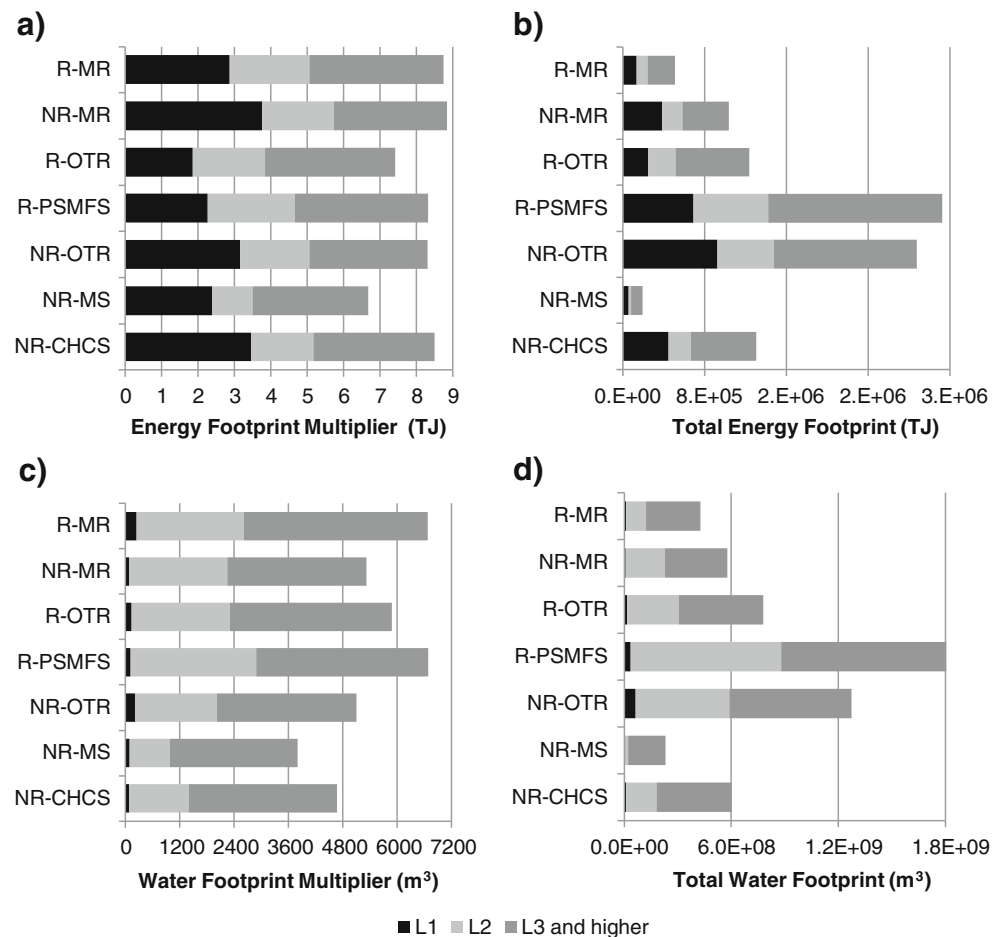 a)
R-MR
NR-MR
R-OTR
R-PSMFS
NR-OTR
NR-MS
NR-CHCS
0 1 2 3 4 5 6 7 8 9
Energy Footprint Multiplier (TJ)
b)
R-MR
NR-MR
R-OTR
R-PSMFS
NR-OTR
NR-MS
NR-CHCS
0.E+00 8.E+05 2.E+06 2.E+06 3.E+06
Total Energy Footprint (TJ)
c)
R-MR
NR-MR
R-OTR
R-PSMFS
NR-OTR
NR-MS
NR-CHCS
0 1200 2400 3600 4800 6000 7200
Water Footprint Multiplier (m³)
d)
R-MR
NR-MR
R-OTR
R-PSMFS
NR-OTR
NR-MS
NR-CHCS
0.0E+00 6.0E+08 1.2E+09 1.8E+09
Total Water Footprint (m³)
L1 L2 L3 and higher